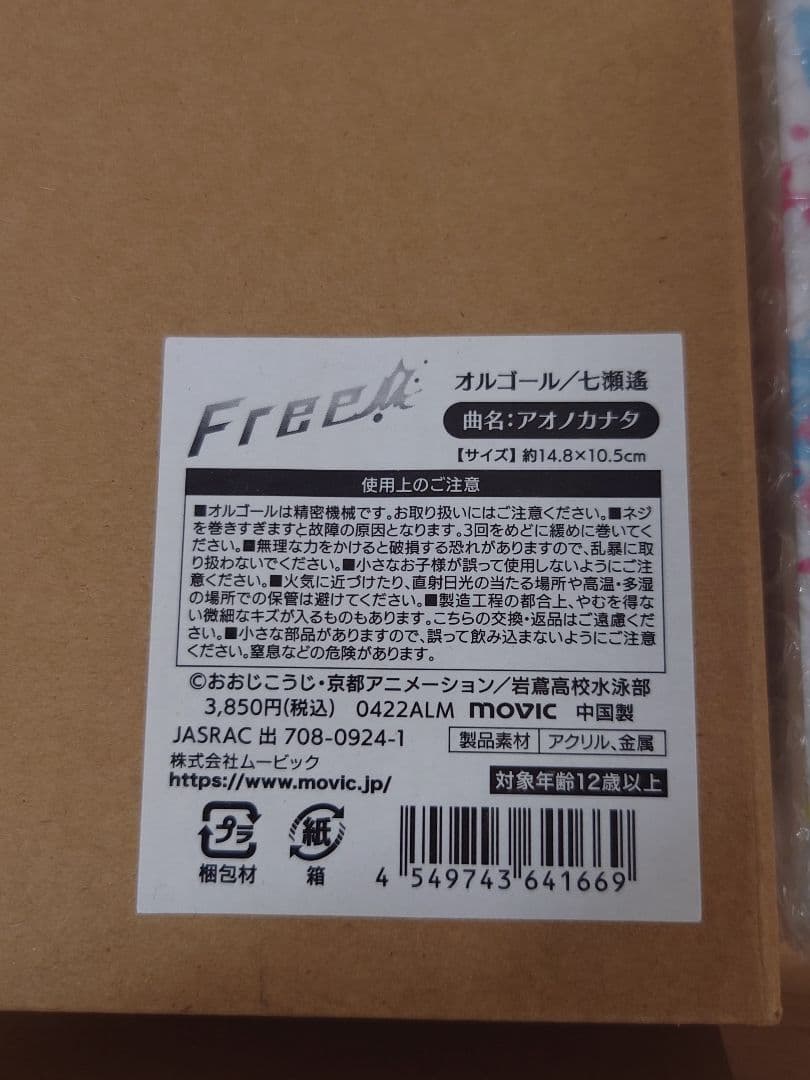 Free!
オルゴール/七瀬遙
曲名:アオノカナタ
【サイズ】約14.8×10.5cm
使用上のご注意
■オルゴールは精密機械です。お取り扱いにはご注意ください。■ネジ
を巻きすぎますと故障の原因となります。3回をめどに緩めに巻いてく
ださい。■無理な力をかけると破損する恐れがありますので、乱暴に取
り扱わないでください。■小さなお子様が誤って使用しないようにご注
意ください。■火気に近づけたり、直射日光の当たる場所や高温・多湿
の場所での保管は避けてください。■製造工程の都合上、やむを得な
い微細なキズが入るものもあります。こちらの交換・返品はご遠慮くだ
さい。■小さな部品がありますので、誤って飲み込まないようにご注意
ください。窒息などの危険があります。
©おおじこうじ・京都アニメーション/岩鳶高校水泳部
3,850円(税込) 0422ALM movic 中国製
JASRAC 出 708-0924-1 製品素材 アクリル、金属
株式会社ムービック
https://www.movic.jp/ 対象年齢12歳以上
プラ 紙
梱包材 箱
4 549743 641669